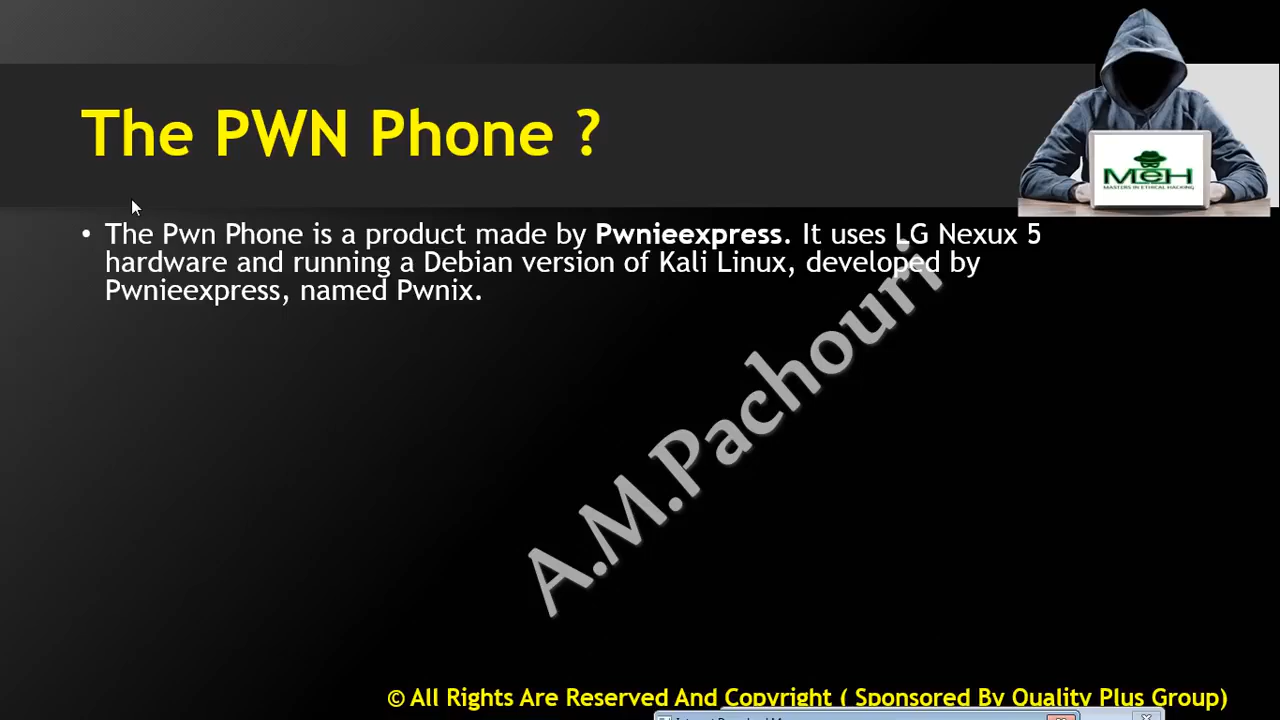 The PWN Phone ?
MCH
MASTERS IN ETHICAL HACKING
• The Pwn Phone is a product made by Pwnieexpress. It uses LG Nexux 5
hardware and running a Debian version of Kali Linux, developed by
Pwnieexpress, named Pwnix.
A.M.Pachouri
© All Rights Are Reserved And Copyright ( Sponsored By Quality Plus Group)